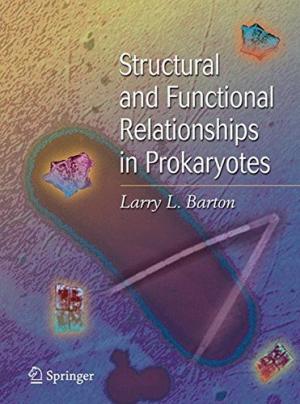 Structural
and Functional
Relationships
in Prokaryotes
Larry L. Barton
Springer